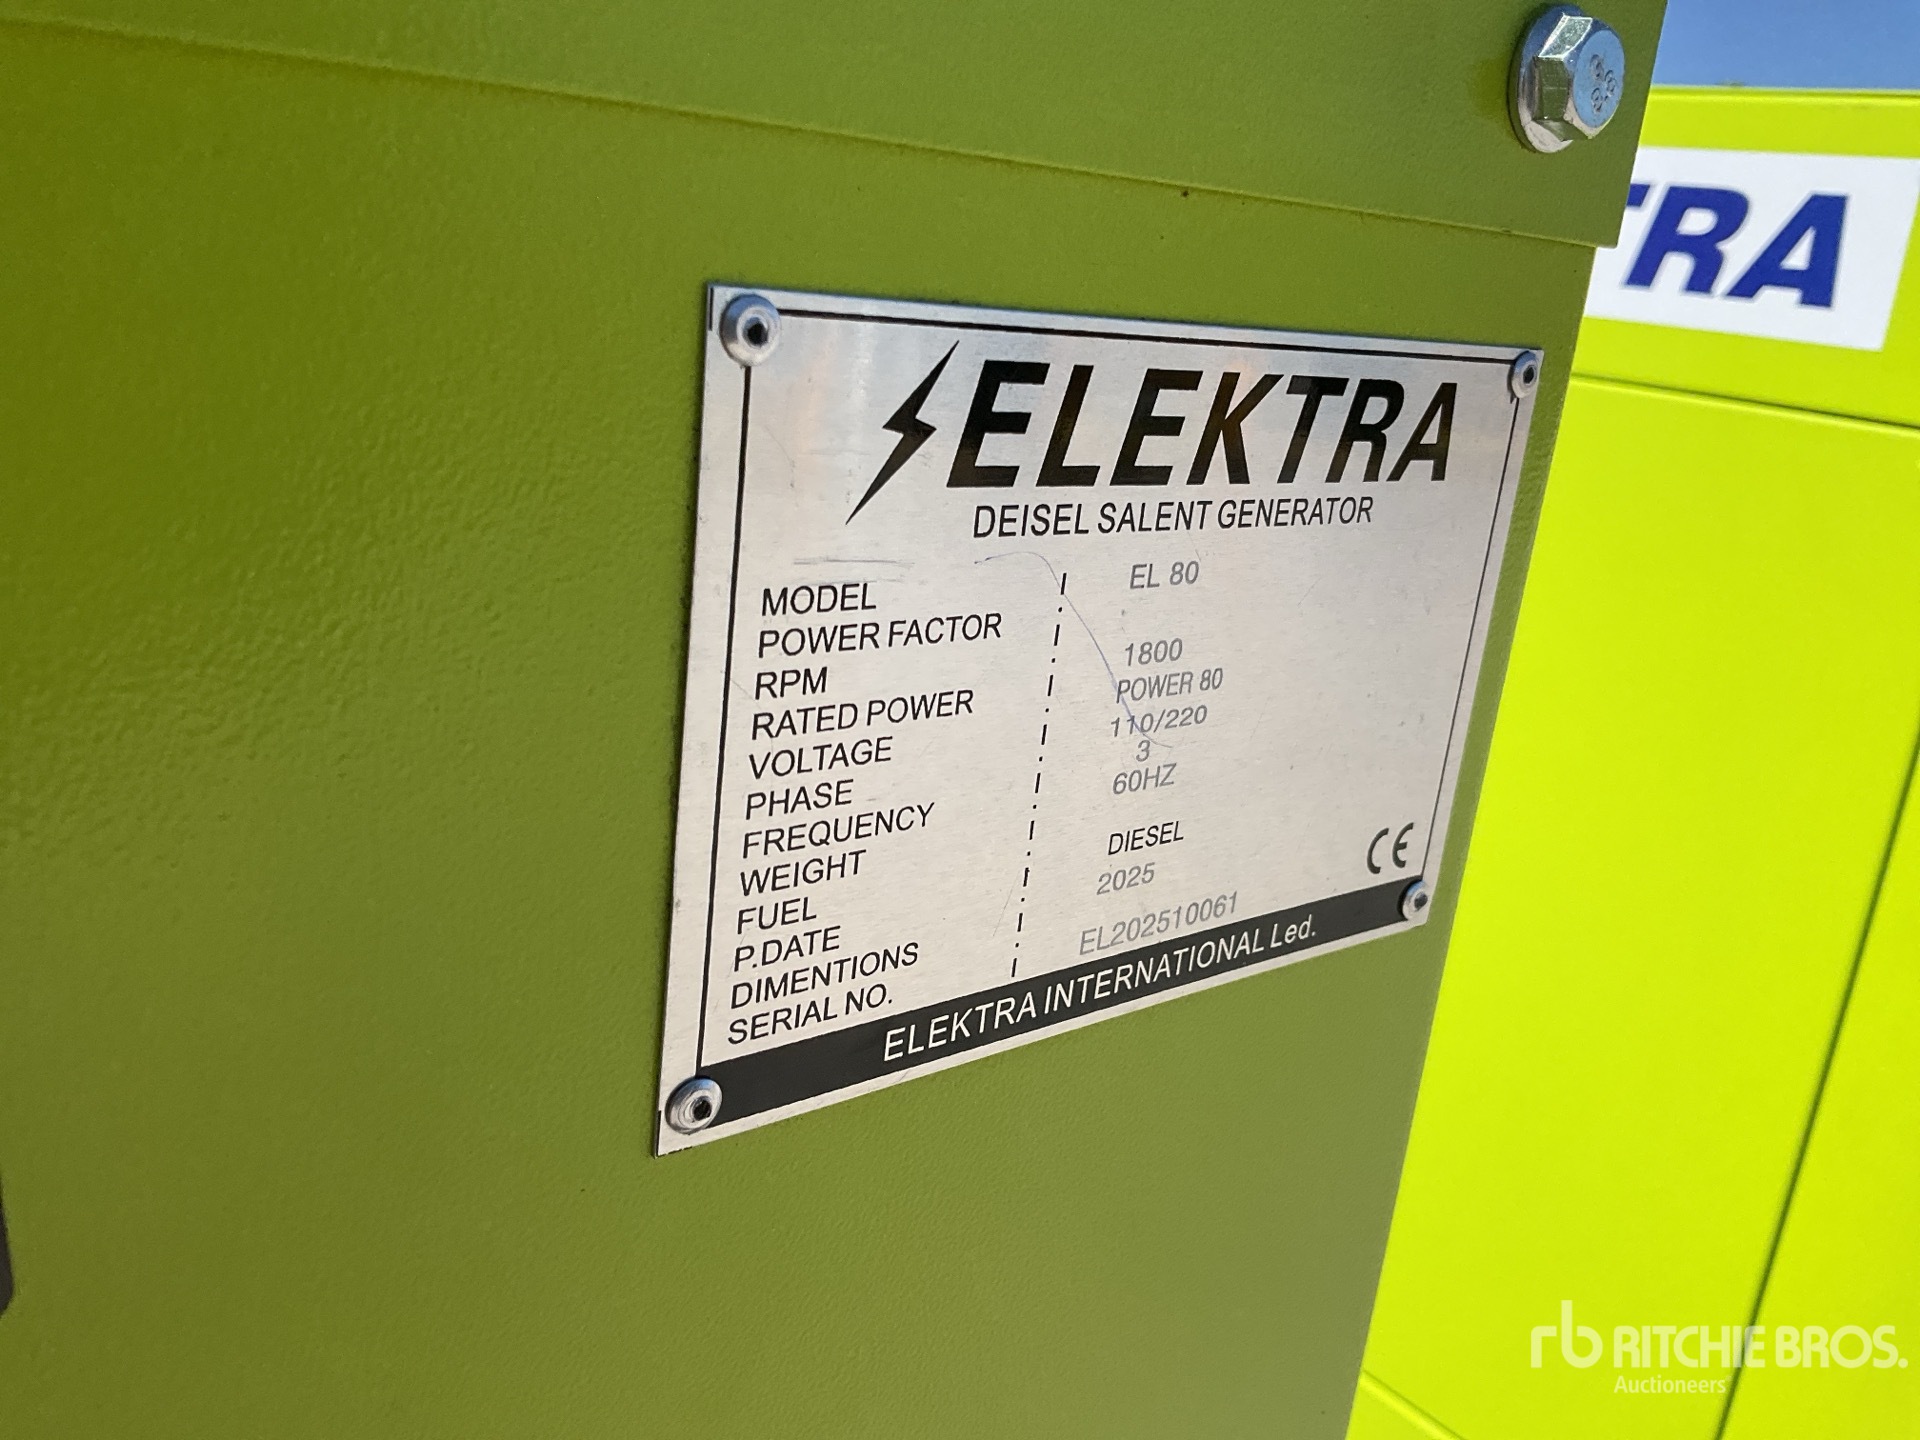 TRA
ELEKTRA
DEISEL SALENT GENERATOR
MODEL EL 80
POWER FACTOR
RPM 1800
RATED POWER POWER 80
VOLTAGE 110/220
PHASE 3
FREQUENCY 60HZ
WEIGHT
FUEL DIESEL
P.DATE 2025
DIMENTIONS
SERIAL NO. EL202510061
CE
ELEKTRA INTERNATIONAL Led.
rb RITCHIE BROS.
Auctioneers